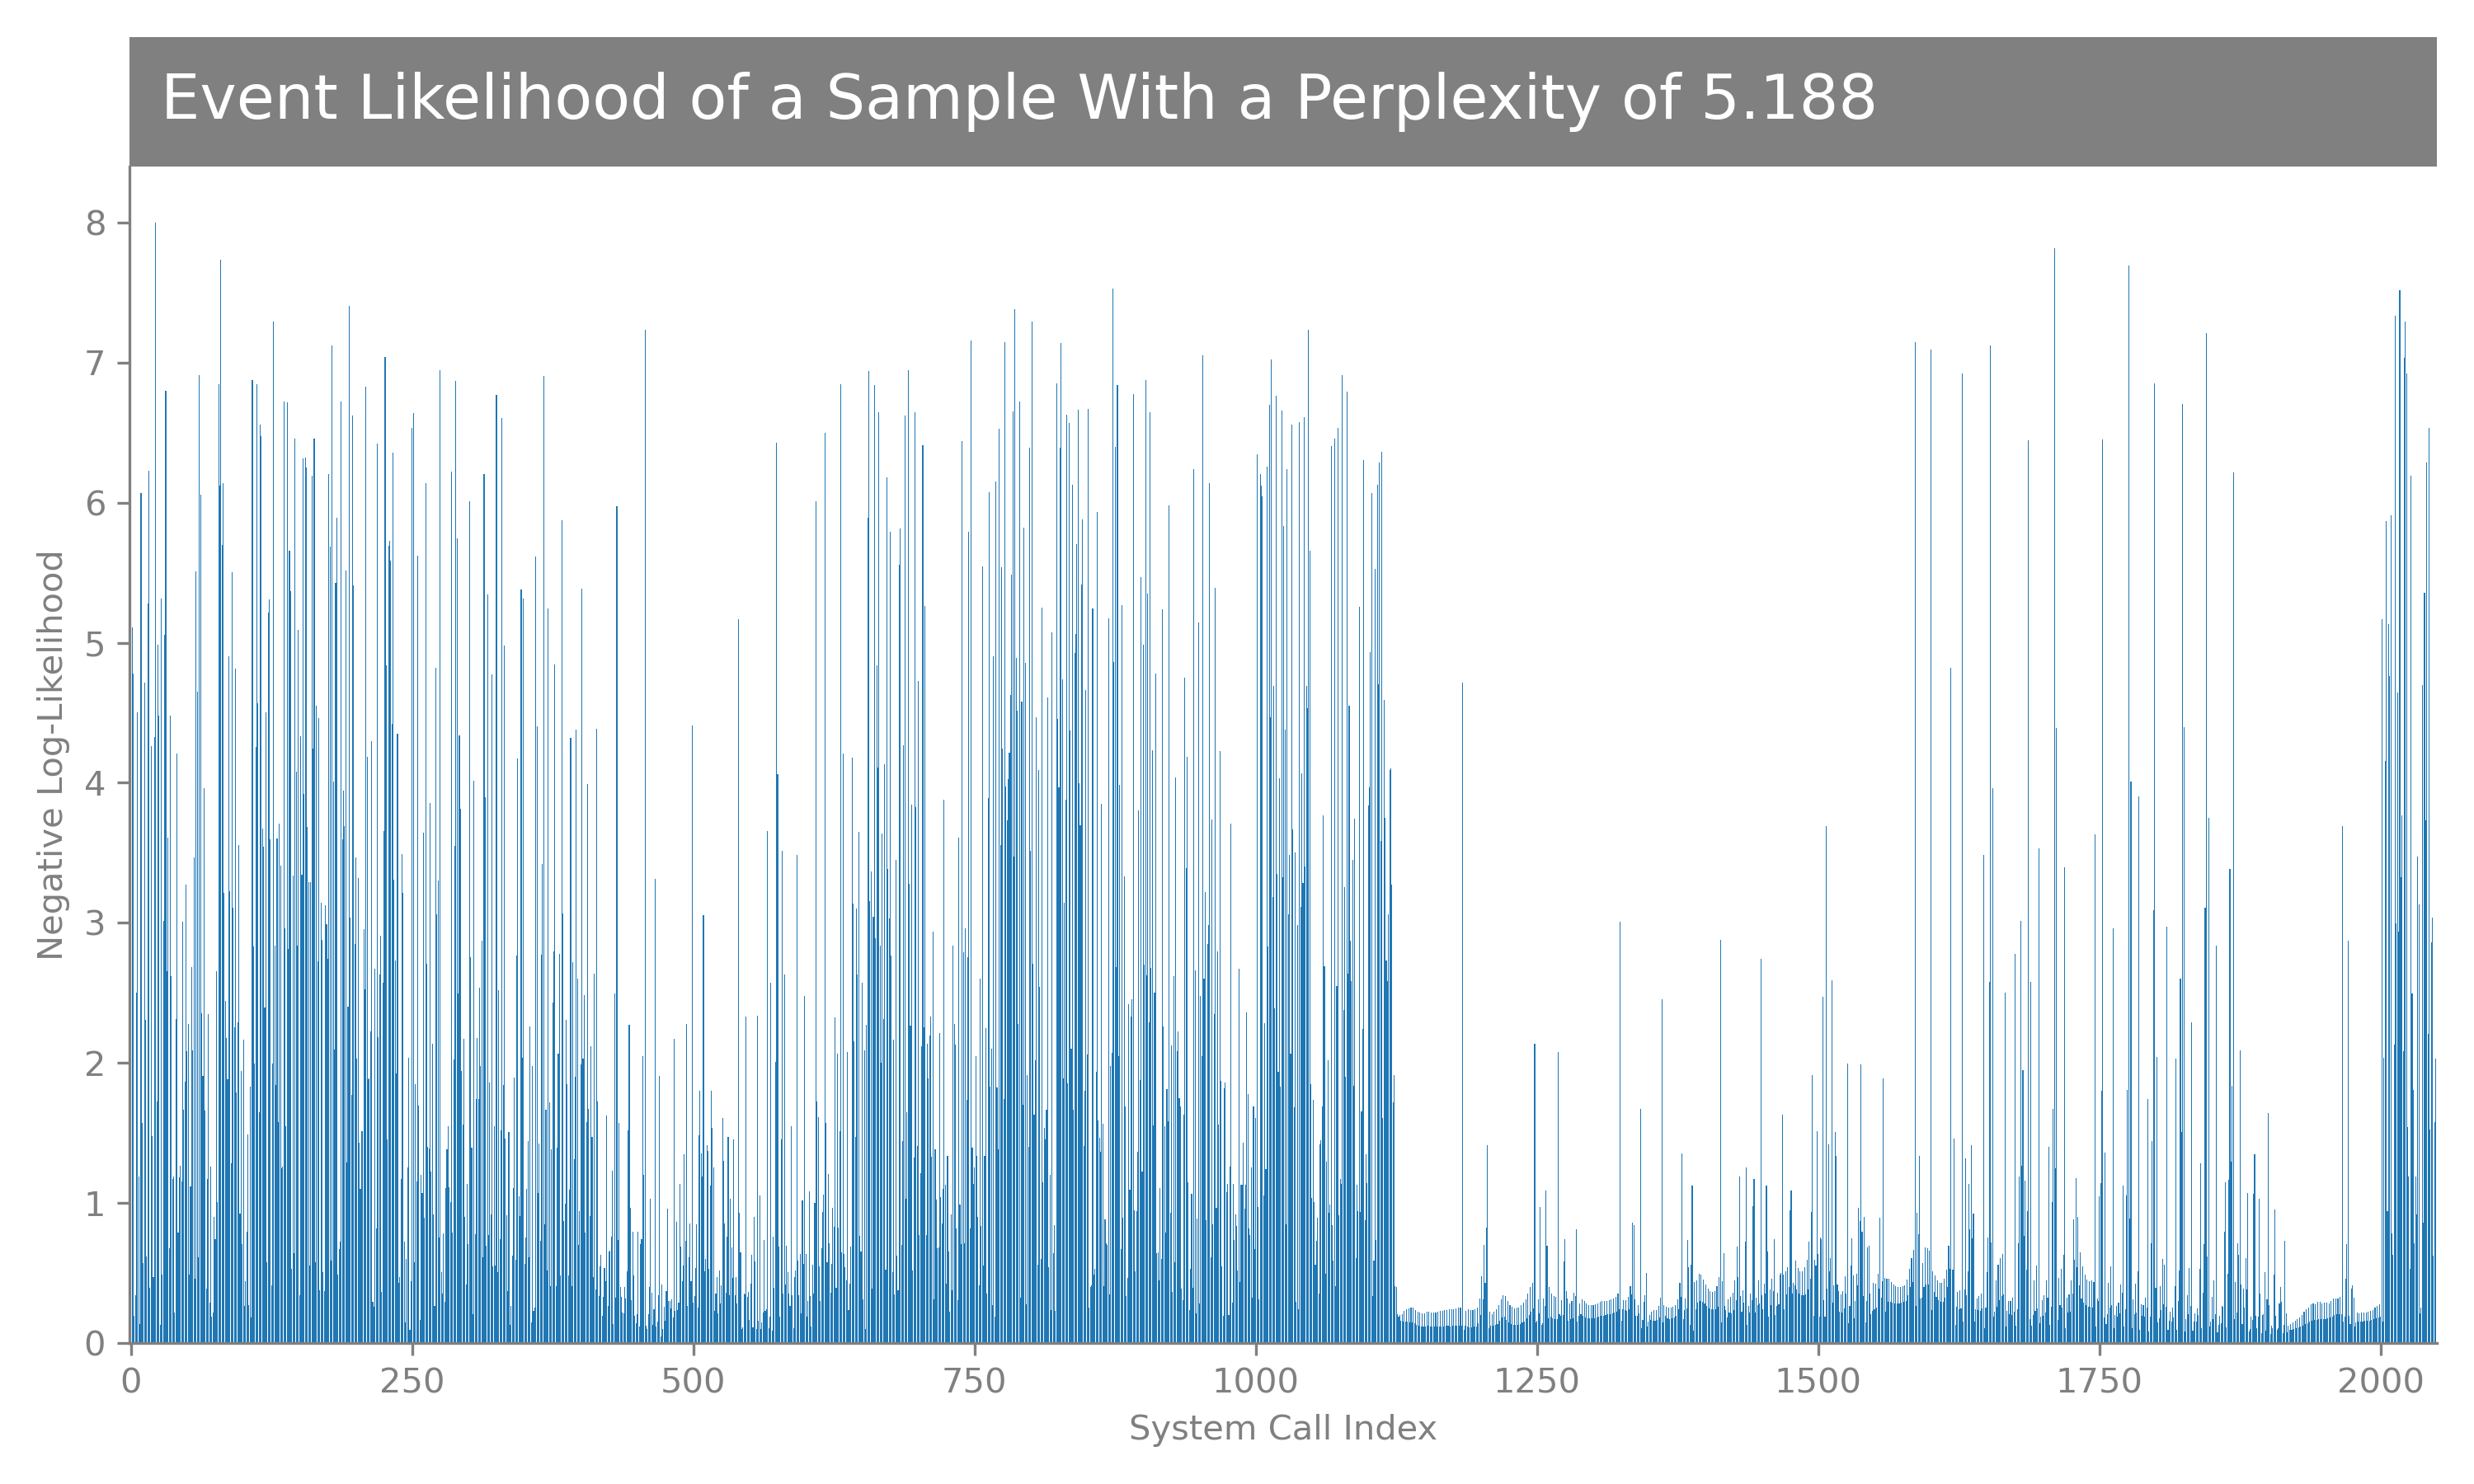 Event Likelihood of a Sample With a Perplexity of 5.188
8
7
6
5
4
3
2
1
0
Negative Log-Likelihood
0 250 500 750 1000 1250 1500 1750 2000
System Call Index